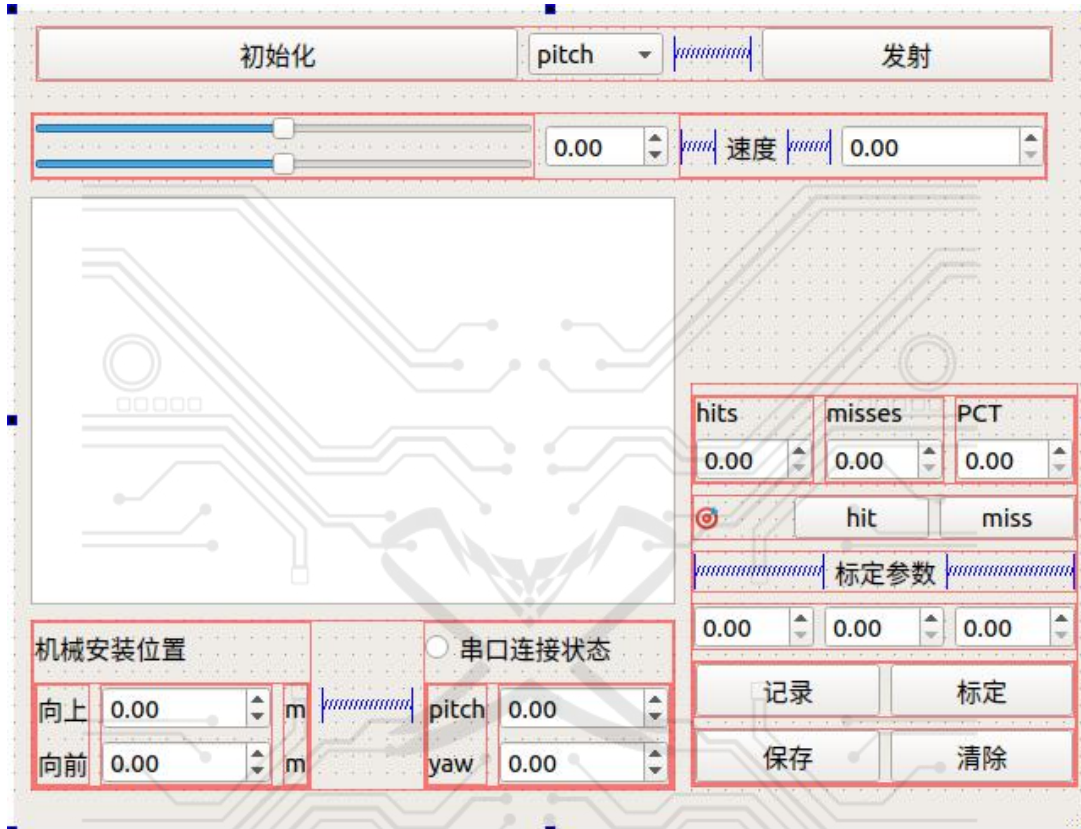 初始化 pitch 发射
0.00 速度 0.00
hits misses PCT
0.00 0.00 0.00
hit miss
标定参数
0.00 0.00 0.00
机械安装位置 串口连接状态
向上 0.00 m pitch 0.00
向前 0.00 m yaw 0.00
记录 标定
保存 清除